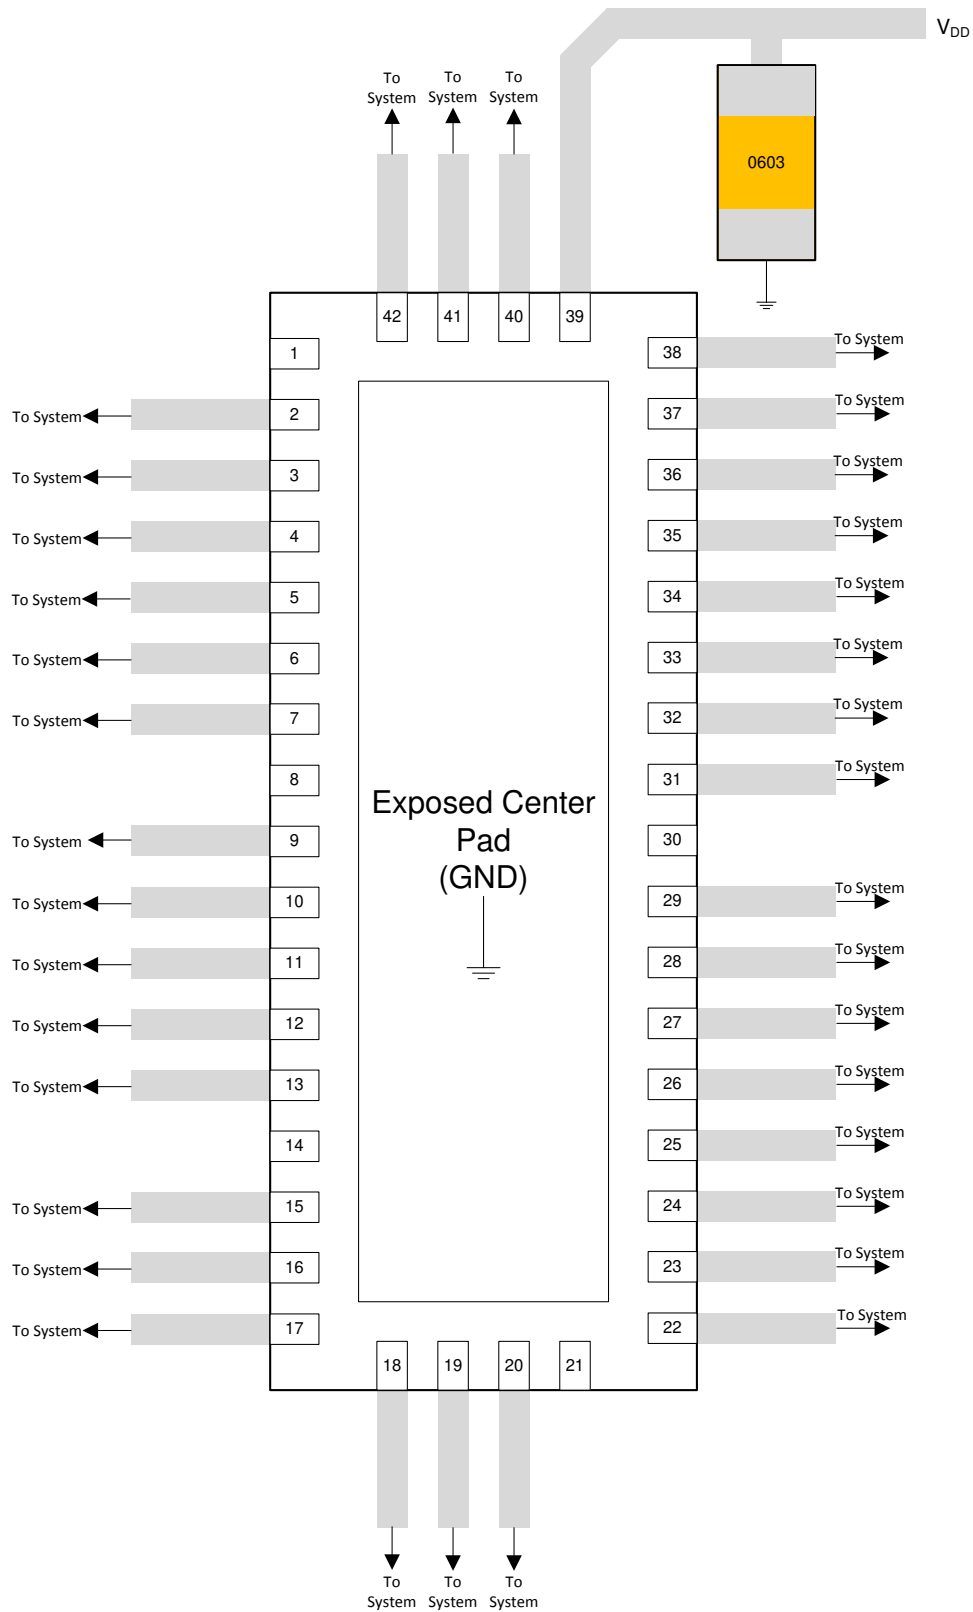 V_DD
To
System
To
System
To
System
0603
42
41
40
39
1
38
To System
To System
2
37
To System
To System
3
36
To System
To System
4
35
To System
To System
5
34
To System
To System
6
33
To System
To System
7
32
To System
8
31
To System
Exposed Center
Pad
(GND)
To System
9
30
To System
10
29
To System
To System
11
28
To System
To System
12
27
To System
To System
13
26
To System
14
25
To System
To System
15
24
To System
To System
16
23
To System
To System
17
22
To System
18
19
20
21
To
System
To
System
To
System